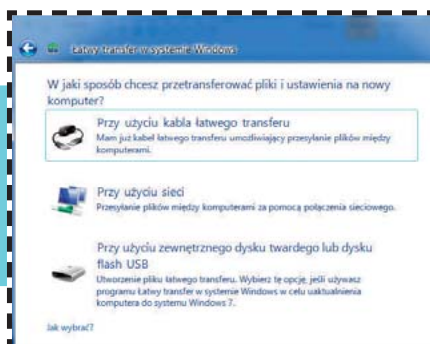 Łatwy transfer w systemie Windows
W jaki sposób chcesz przetransferować pliki i ustawienia na nowy
komputer?
Przy użyciu kabla łatwego transferu
Mam już kabel łatwego transferu umożliwiający przesyłanie plików między
komputerami.
Przy użyciu sieci
Przesyłanie plików między komputerami za pomocą połączenia sieciowego.
Przy użyciu zewnętrznego dysku twardego lub dysku
flash USB
Utworzenie pliku łatwego transferu. Wybierz tę opcję, jeśli używasz
programu Łatwy transfer w systemie Windows w celu uaktualnienia
komputera do systemu Windows 7.
Jak wybrać?